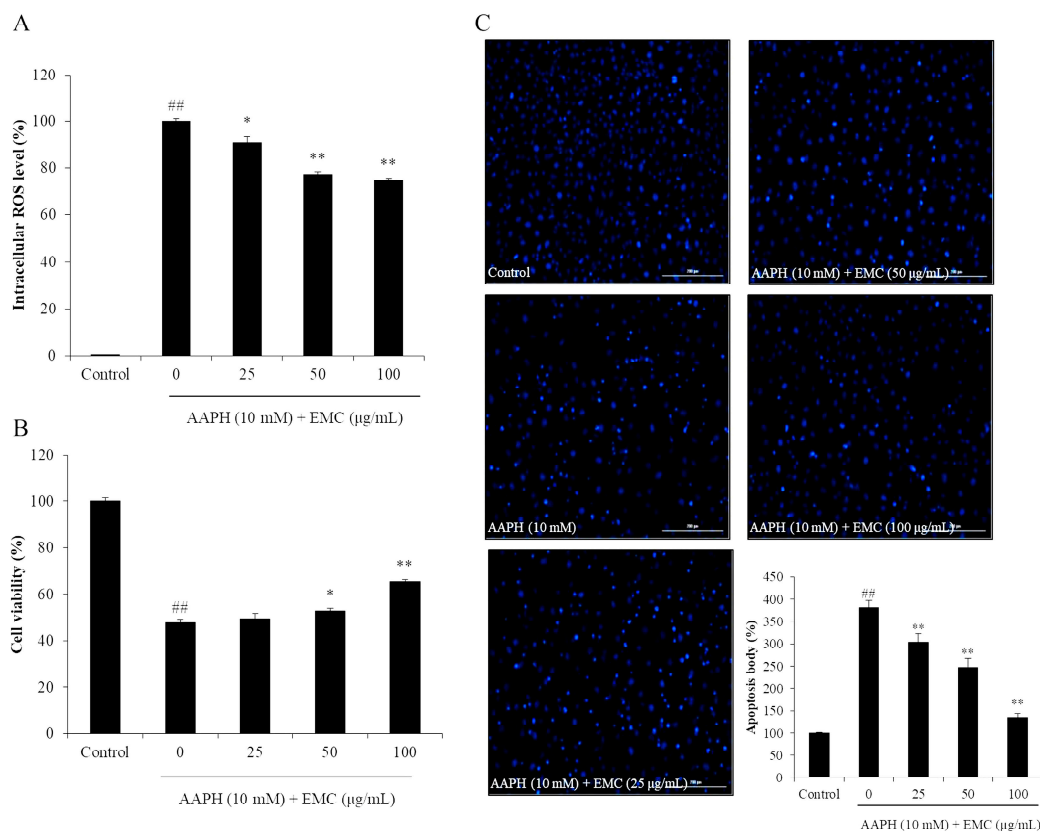 A
120
100
80
60
40
20
0
Intracellular ROS level (%)
##
*
**
**
Control 0 25 50 100
AAPH (10 mM) + EMC (μg/mL)
B
120
100
80
60
40
20
0
Cell viability (%)
##
*
**
Control 0 25 50 100
AAPH (10 mM) + EMC (μg/mL)
C
Control
AAPH (10 mM) + EMC (50 μg/mL)
AAPH (10 mM)
AAPH (10 mM) + EMC (100 μg/mL)
AAPH (10 mM) + EMC (25 μg/mL)
450
400
350
300
250
200
150
100
50
0
Apoptosis body (%)
##
**
**
**
Control 0 25 50 100
AAPH (10 mM) + EMC (μg/mL)